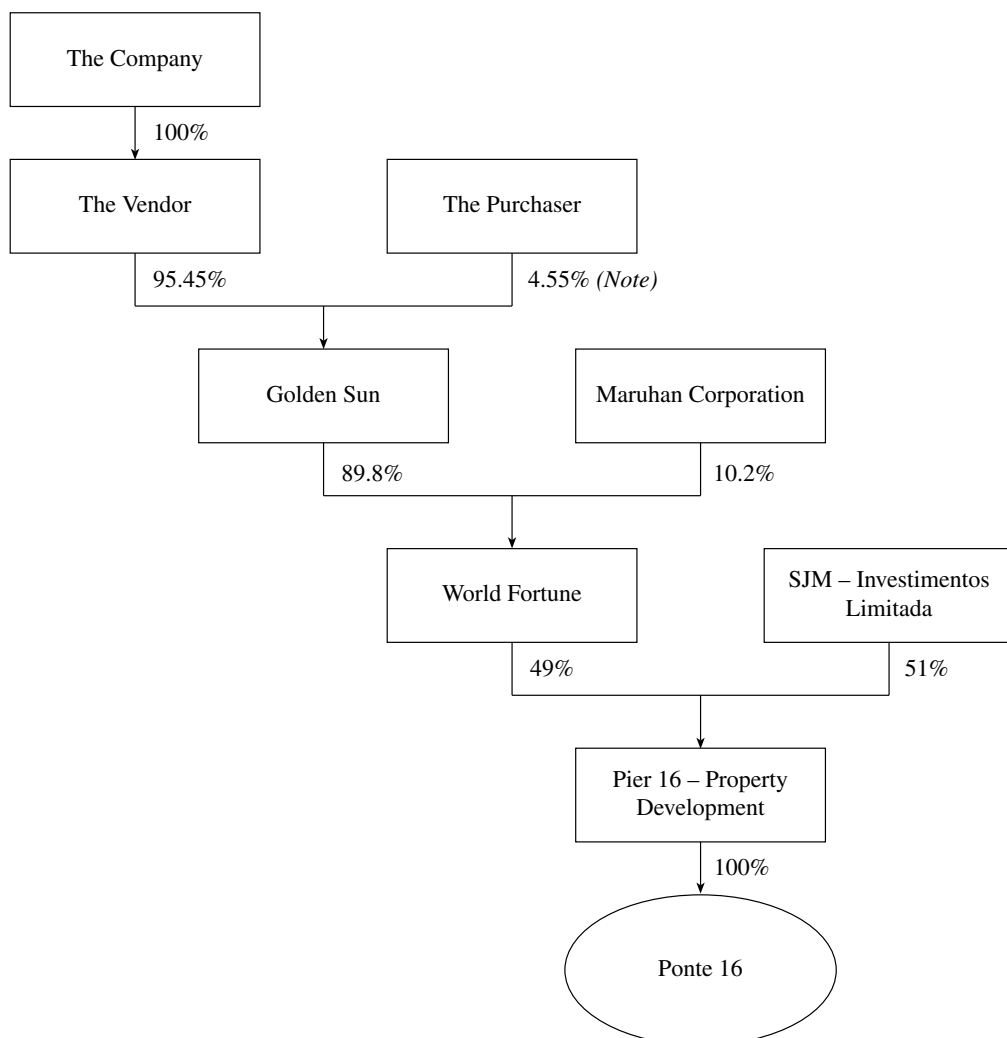 The Company
100%
The Vendor
The Purchaser
95.45%
4.55% (Note)
Golden Sun
Maruhan Corporation
89.8%
10.2%
World Fortune
SJM – Investimentos
Limitada
49%
51%
Pier 16 – Property
Development
100%
Ponte 16